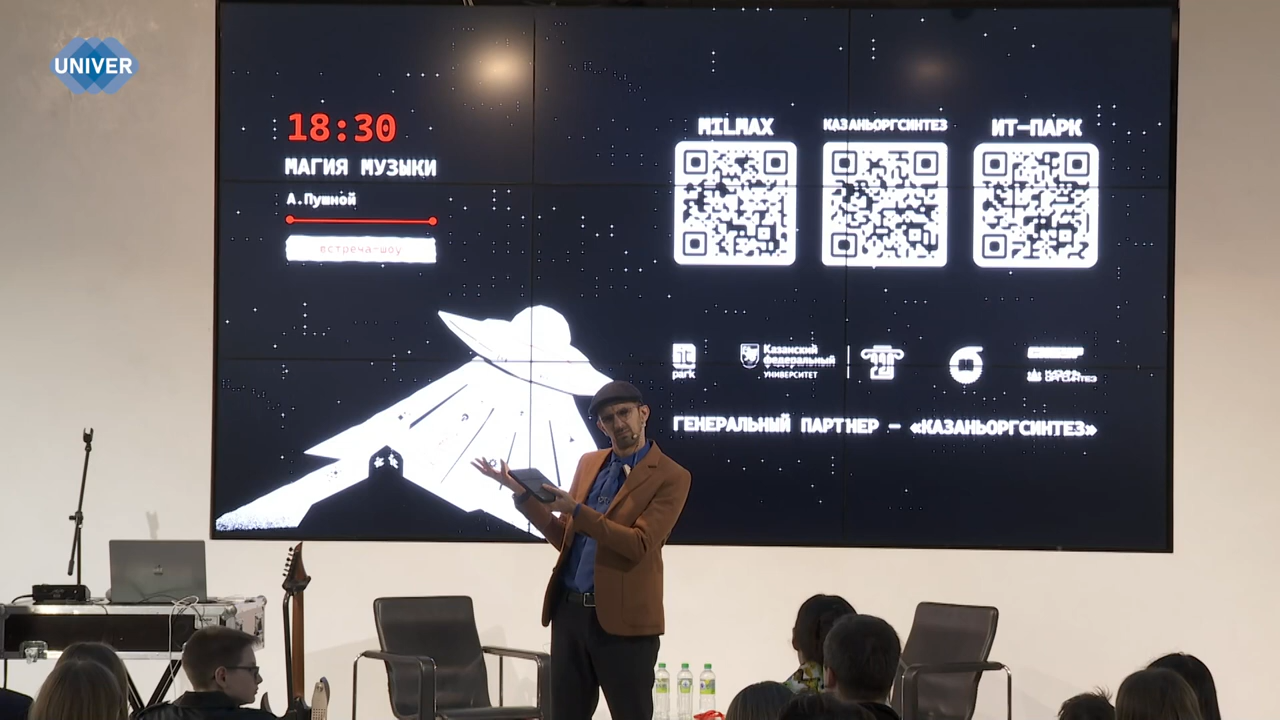 UNIVER
18:30
МАГИЯ МУЗЫКИ
А.Пушной
встреча-шоу
MILMAX
КАЗАНЬОРГСИНТЕЗ
ИТ-ПАРК
park
Казанский
федеральный
УНИВЕРСИТЕТ
ГЕНЕРАЛЬНЫЙ ПАРТНЕР — «КАЗАНЬОРГСИНТЕЗ»